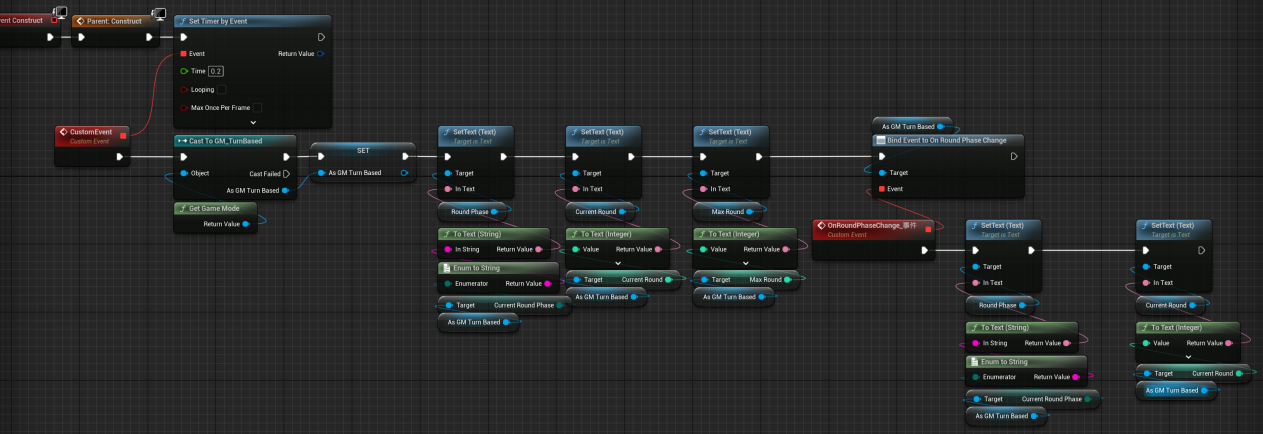 ent Construct
Parent: Construct
Set Timer by Event
Event
Return Value
Time 0.2
Looping
Max Once Per Frame
CustomEvent
Custom Event
Cast To GM_TurnBased
Object
Cast Failed
As GM Turn Based
Get Game Mode
Return Value
SET
As GM Turn Based
SetText (Text)
Target is Text
Target
In Text
Round Phase
To Text (String)
In String
Return Value
Enum to String
Enumerator
Return Value
Target
Current Round Phase
As GM Turn Based
SetText (Text)
Target is Text
Target
In Text
Current Round
To Text (Integer)
Value
Return Value
Target
Current Round
As GM Turn Based
SetText (Text)
Target is Text
Target
In Text
Max Round
To Text (Integer)
Value
Return Value
Target
Max Round
As GM Turn Based
As GM Turn Based
Bind Event to On Round Phase Change
Target
Event
OnRoundPhaseChange_事件
Custom Event
SetText (Text)
Target is Text
Target
In Text
Round Phase
To Text (String)
In String
Return Value
Enum to String
Enumerator
Return Value
Target
Current Round Phase
As GM Turn Based
SetText (Text)
Target is Text
Target
In Text
Current Round
To Text (Integer)
Value
Return Value
Target
Current Round
As GM Turn Based